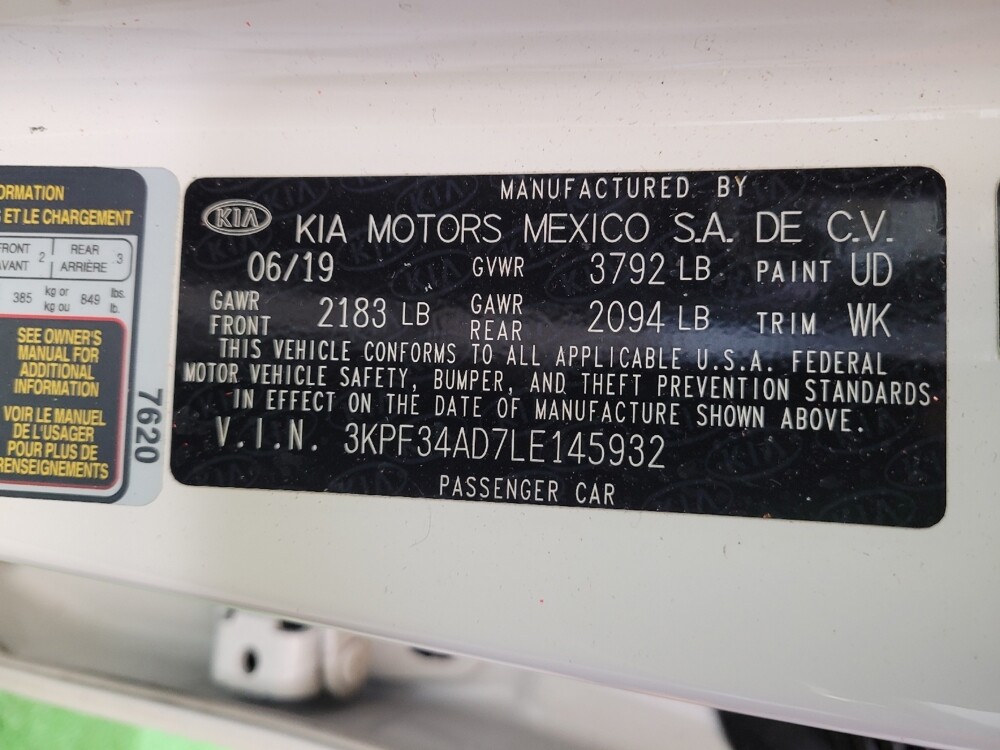 ORMATION
ET LE CHARGEMENT
FRONT 2 REAR 3
AVANT ARRIÈRE
385 kg or 849 lbs.
kg ou lb.
SEE OWNER'S
MANUAL FOR
ADDITIONAL
INFORMATION
VOIR LE MANUEL
DE L'USAGER
POUR PLUS DE
RENSEIGNEMENTS
7620
MANUFACTURED BY
KIA KIA MOTORS MEXICO S.A. DE C.V.
06/19 GVWR 3792 LB PAINT UD
GAWR FRONT 2183 LB GAWR REAR 2094 LB TRIM WK
THIS VEHICLE CONFORMS TO ALL APPLICABLE U.S.A. FEDERAL
MOTOR VEHICLE SAFETY, BUMPER, AND THEFT PREVENTION STANDARDS
IN EFFECT ON THE DATE OF MANUFACTURE SHOWN ABOVE.
V.I.N. 3KPF34AD7LE145932
PASSENGER CAR